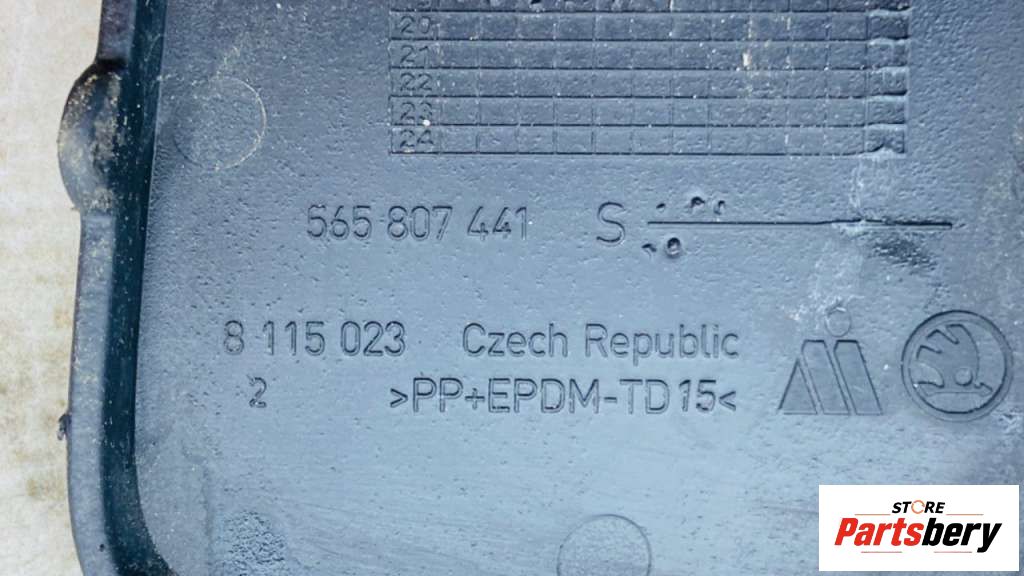 20
21
22
23
24
565 807 441 S
8 115 023 Czech Republic
2 >PP+EPDM-TD15<
STORE
Partsbery